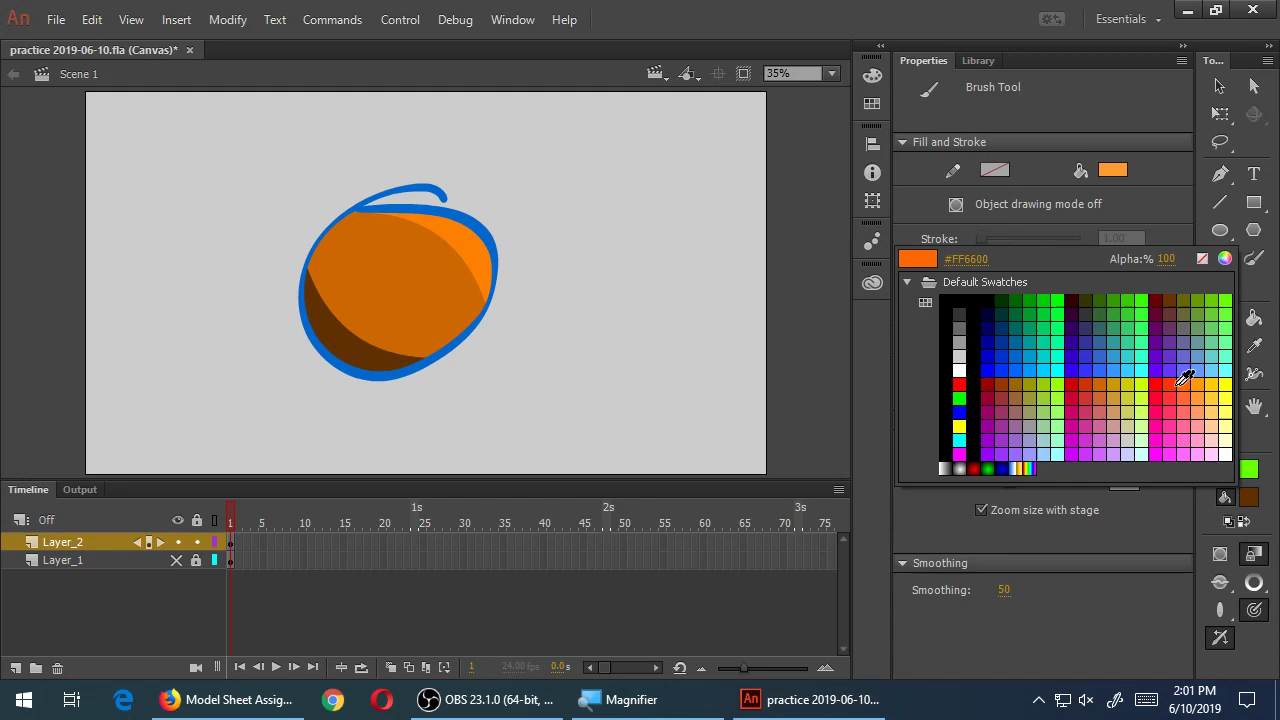 An File Edit View Insert Modify Text Commands Control Debug Window Help Essentials
practice 2019-06-10.fla (Canvas)* ×
Scene 1 35%
Properties Library To...
Brush Tool
Fill and Stroke
Object drawing mode off
Stroke: 1.00
#FF6600 Alpha:% 100
Default Swatches
Zoom size with stage
Smoothing
Smoothing: 50
Timeline Output
Off 1s 2s 3s
1 5 10 15 20 25 30 35 40 45 50 55 60 65 70 75
Layer_2
Layer_1
1 24.00 fps 0.0 s
Model Sheet Assig...
OBS 23.1.0 (64-bit, ...
Magnifier
An practice 2019-06-10...
2:01 PM
6/10/2019